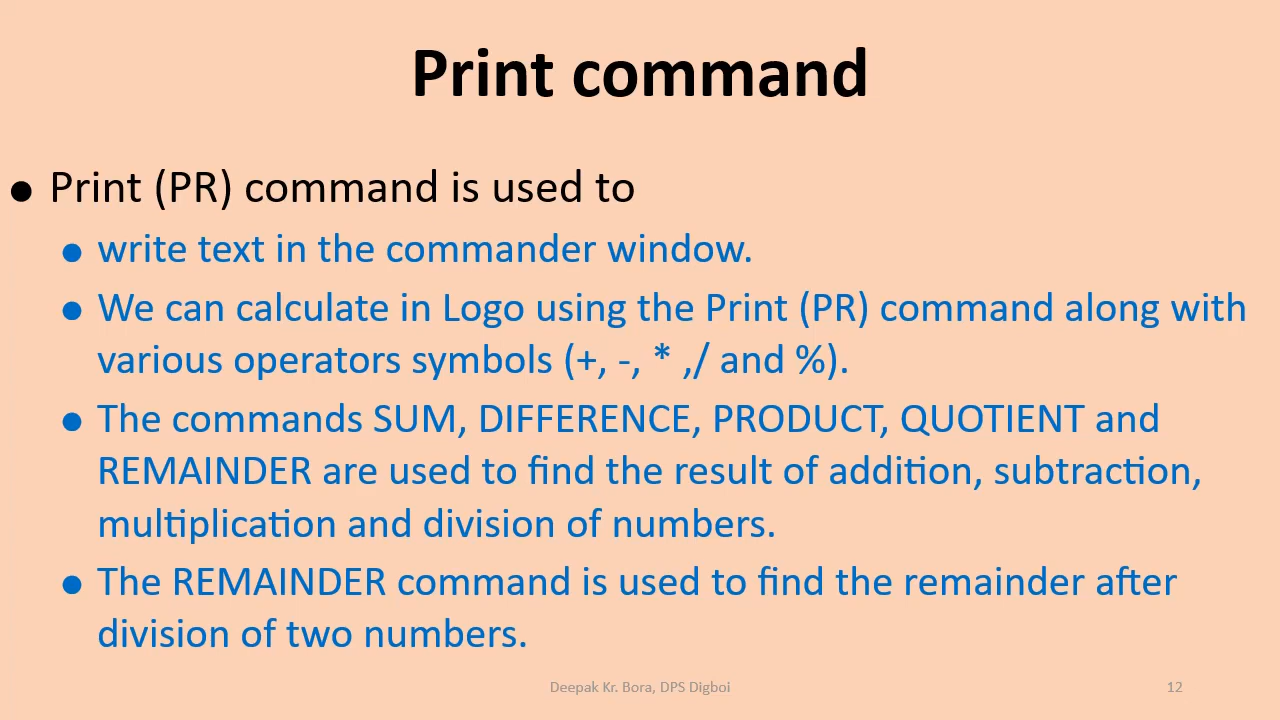 Print command
• Print (PR) command is used to
• write text in the commander window.
• We can calculate in Logo using the Print (PR) command along with
various operators symbols (+, -, * ,/ and %).
• The commands SUM, DIFFERENCE, PRODUCT, QUOTIENT and
REMAINDER are used to find the result of addition, subtraction,
multiplication and division of numbers.
• The REMAINDER command is used to find the remainder after
division of two numbers.
Deepak Kr. Bora, DPS Digboi
12